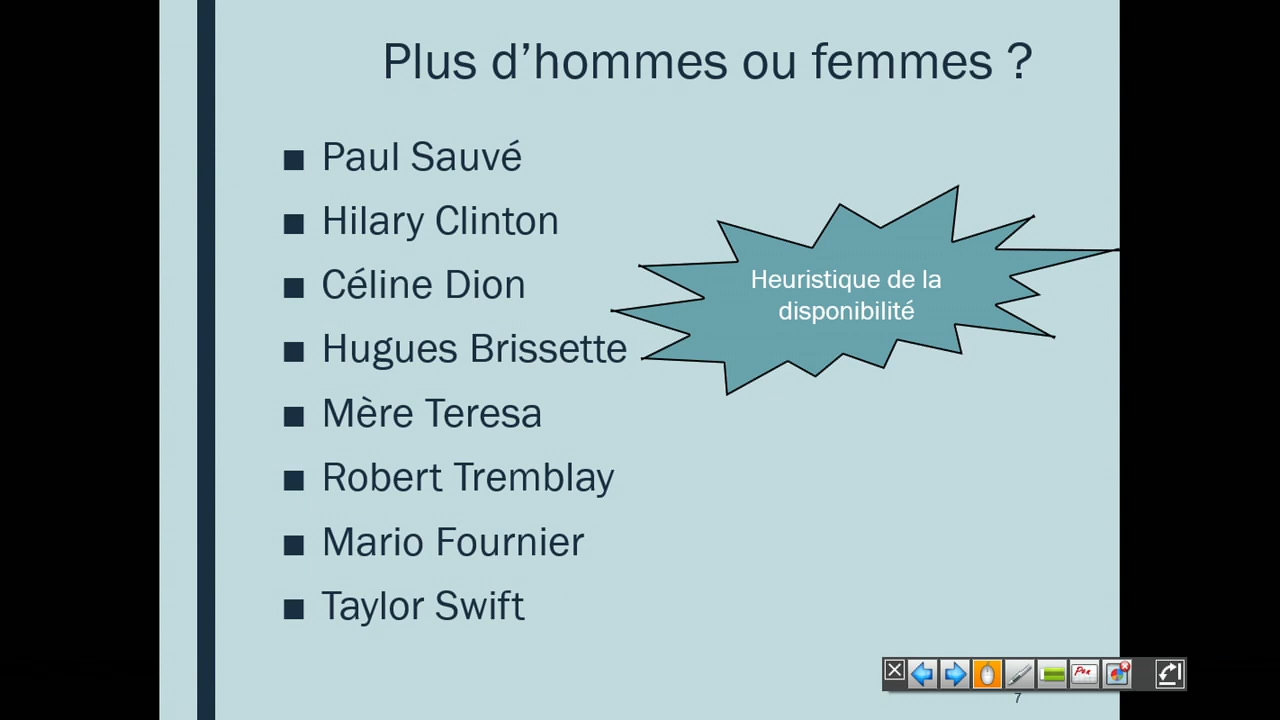 Plus d’hommes ou femmes ?
■ Paul Sauvé
■ Hilary Clinton
■ Céline Dion
■ Hugues Brissette
■ Mère Teresa
■ Robert Tremblay
■ Mario Fournier
■ Taylor Swift
Heuristique de la
disponibilité
Pen
7